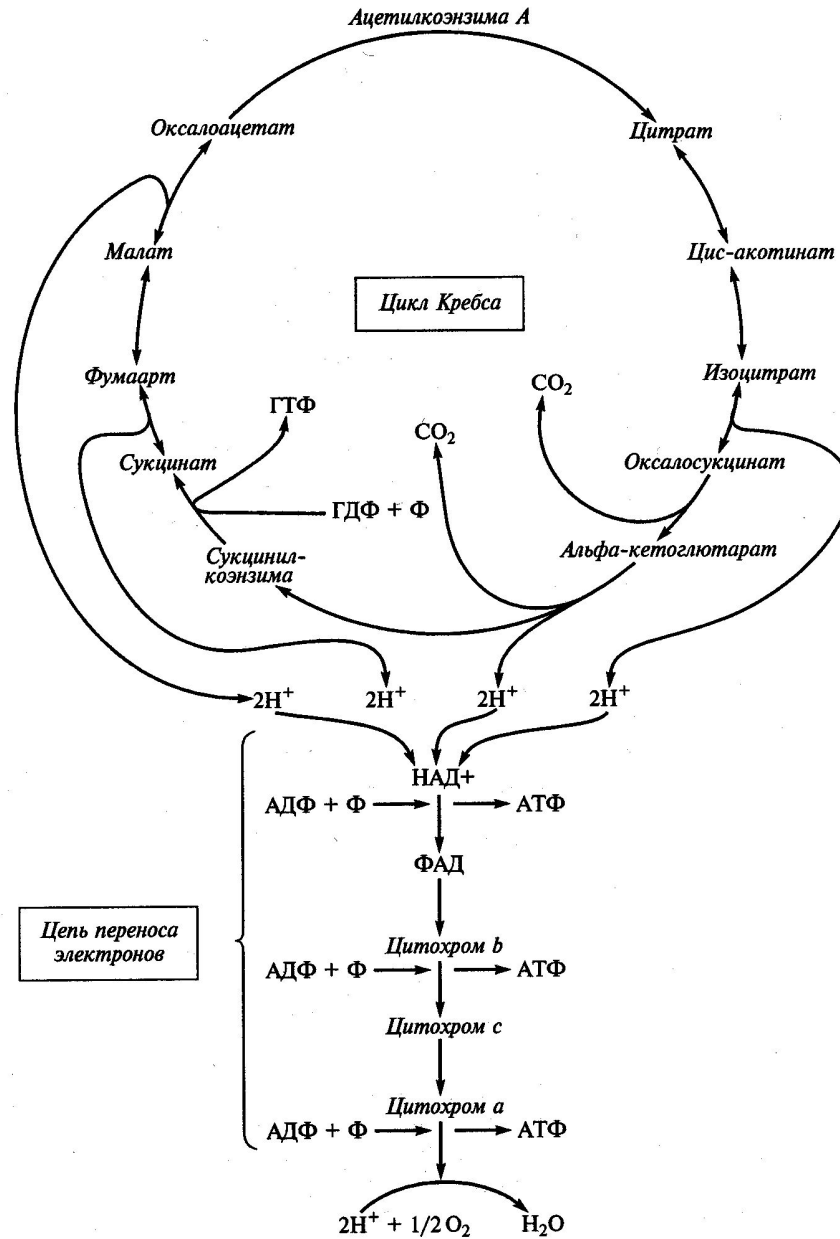 Ацетилкоэнзима А
Оксалоацетат
Цитрат
Малат
Цис-акотинат
Цикл Кребса
Фумаарт
Изоцитрат
ГТФ
CO₂
CO₂
Сукцинат
Оксалосукцинат
ГДФ + Ф
Сукцинил-
коэнзима
Альфа-кетоглютарат
2H⁺ 2H⁺ 2H⁺ 2H⁺
НАД+
АДФ + Ф АТФ
ФАД
Цепь переноса
электронов
Цитохром b
АДФ + Ф АТФ
Цитохром c
Цитохром a
АДФ + Ф АТФ
2H⁺ + 1/2 O₂ H₂O